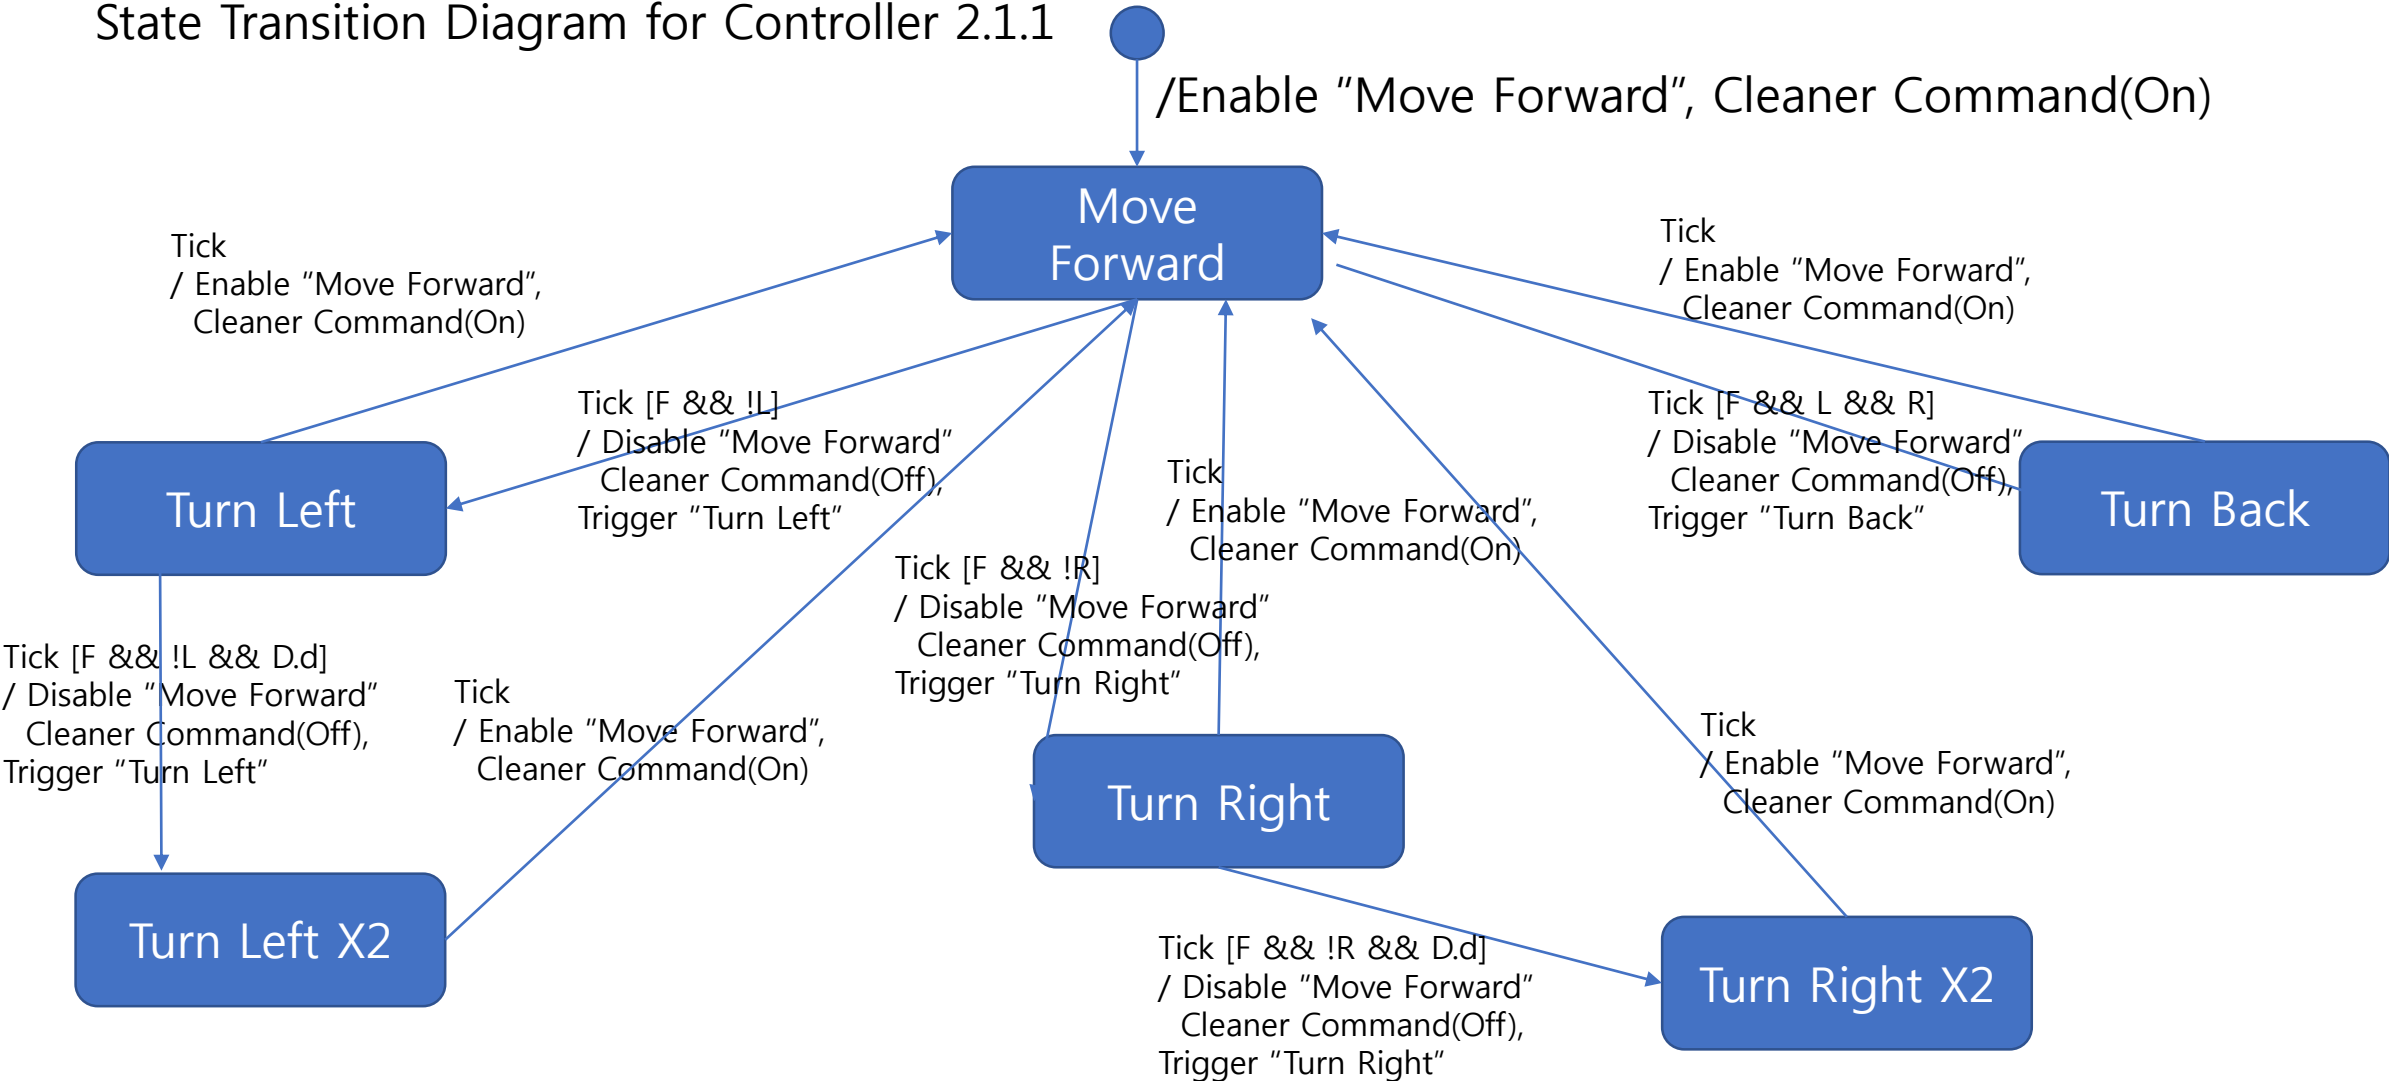 State Transition Diagram for Controller 2.1.1
/Enable “Move Forward”, Cleaner Command(On)
Move
Forward
Tick
/ Enable “Move Forward”,
Cleaner Command(On)
Tick
/ Enable “Move Forward”,
Cleaner Command(On)
Tick [F && !L]
/ Disable “Move Forward”
Cleaner Command(Off),
Trigger “Turn Left”
Tick [F && L && R]
/ Disable “Move Forward”
Cleaner Command(Off),
Trigger “Turn Back”
Turn Left
Tick
/ Enable “Move Forward”,
Cleaner Command(On)
Turn Back
Tick [F && !R]
/ Disable “Move Forward”
Cleaner Command(Off),
Trigger “Turn Right”
Tick [F && !L && D.d]
/ Disable “Move Forward”
Cleaner Command(Off),
Trigger “Turn Left”
Tick
/ Enable “Move Forward”,
Cleaner Command(On)
Tick
/ Enable “Move Forward”,
Cleaner Command(On)
Turn Right
Turn Left X2
Tick [F && !R && D.d]
/ Disable “Move Forward”
Cleaner Command(Off),
Trigger “Turn Right”
Turn Right X2